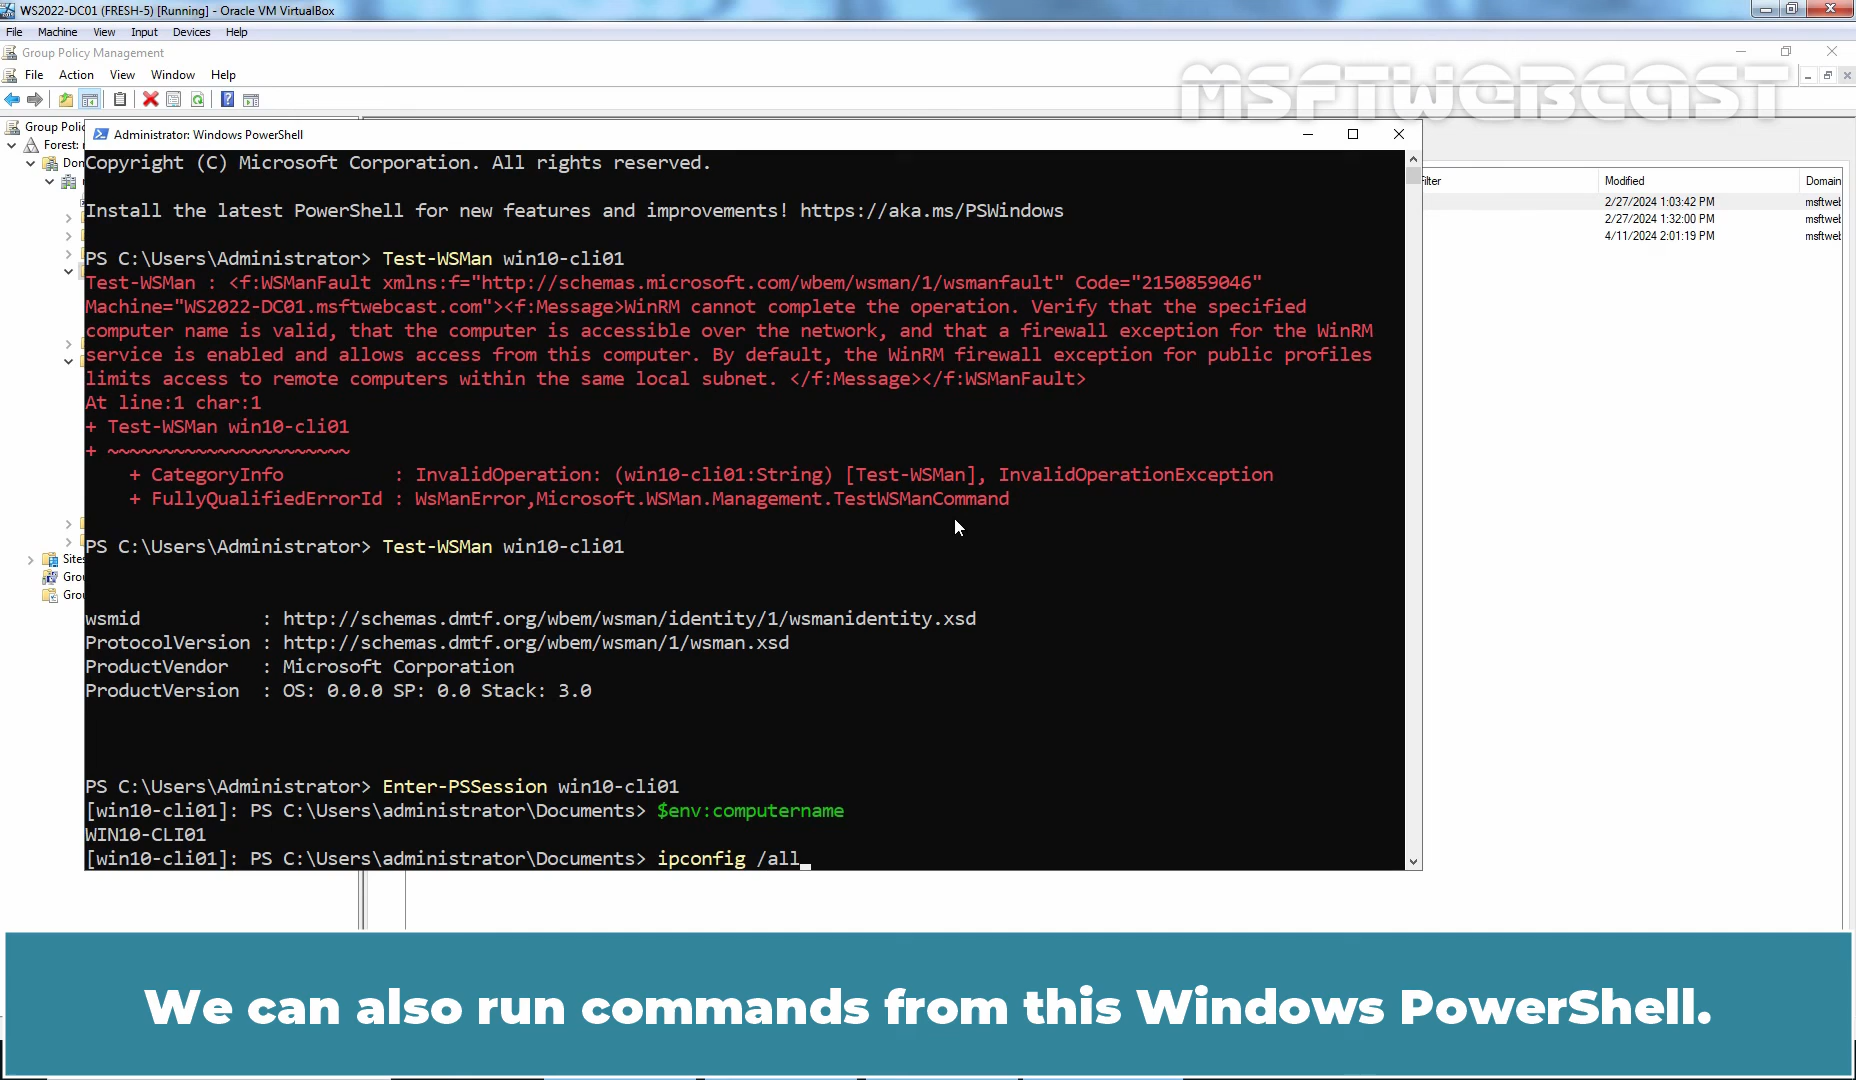 WS2022-DC01 (FRESH-5) [Running] - Oracle VM VirtualBox
File Machine View Input Devices Help
Group Policy Management
File Action View Window Help
MSFTWEBCAST
Group Polic
Administrator: Windows PowerShell
Forest:
Don
Copyright (C) Microsoft Corporation. All rights reserved.
Filter Modified Domain
2/27/2024 1:03:42 PM msftweb
Install the latest PowerShell for new features and improvements! https://aka.ms/PSWindows
2/27/2024 1:32:00 PM msftweb
4/11/2024 2:01:19 PM msftweb
PS C:\Users\Administrator> Test-WSMan win10-cli01
Test-WSMan : <f:WSManFault xmlns:f="http://schemas.microsoft.com/wbem/wsman/1/wsmanfault" Code="2150859046"
Machine="WS2022-DC01.msftwebcast.com"><f:Message>WinRM cannot complete the operation. Verify that the specified
computer name is valid, that the computer is accessible over the network, and that a firewall exception for the WinRM
service is enabled and allows access from this computer. By default, the WinRM firewall exception for public profiles
limits access to remote computers within the same local subnet. </f:Message></f:WSManFault>
At line:1 char:1
+ Test-WSMan win10-cli01
+ ~~~~~~~~~~~~~~~~~~~~~~
+ CategoryInfo : InvalidOperation: (win10-cli01:String) [Test-WSMan], InvalidOperationException
+ FullyQualifiedErrorId : WsManError,Microsoft.WSMan.Management.TestWSManCommand
PS C:\Users\Administrator> Test-WSMan win10-cli01
Sites
Grou
Grou
wsmid : http://schemas.dmtf.org/wbem/wsman/identity/1/wsmanidentity.xsd
ProtocolVersion : http://schemas.dmtf.org/wbem/wsman/1/wsman.xsd
ProductVendor : Microsoft Corporation
ProductVersion : OS: 0.0.0 SP: 0.0 Stack: 3.0
PS C:\Users\Administrator> Enter-PSSession win10-cli01
[win10-cli01]: PS C:\Users\administrator\Documents> $env:computername
WIN10-CLI01
[win10-cli01]: PS C:\Users\administrator\Documents> ipconfig /all
We can also run commands from this Windows PowerShell.